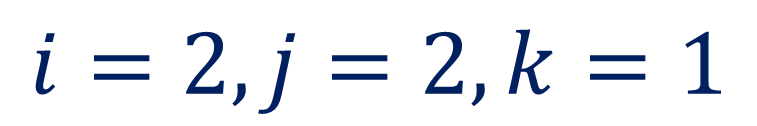 i = 2, j = 2, k = 1